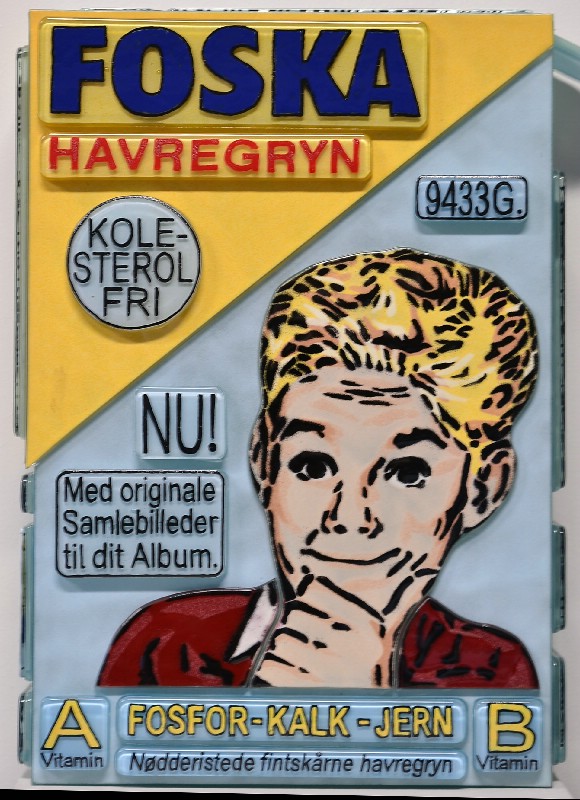 FOSKA
HAVREGRYN
9433G.
KOLE-
STEROL
FRI
NU!
Med originale
Samlebilleder
til dit Album.
A
Vitamin
FOSFOR-KALK-JERN
Nødderistede fintskårne havregryn
B
Vitamin